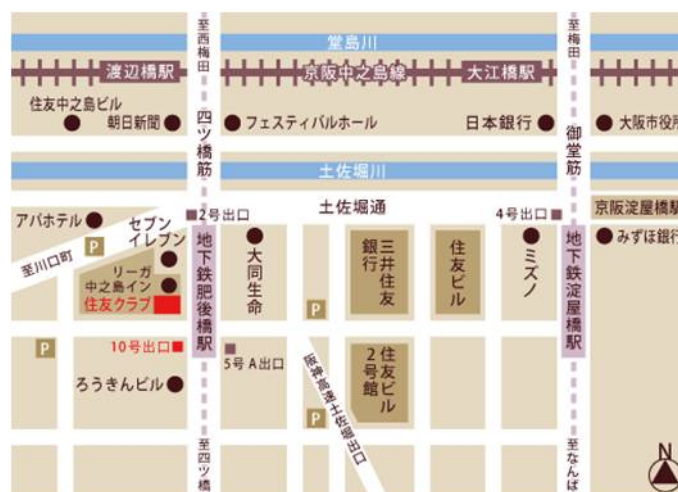 至西梅田
至梅田
堂島川
渡辺橋駅
京阪中之島線
大江橋駅
住友中之島ビル
朝日新聞
四ツ橋筋
フェスティバルホール
日本銀行
御堂筋
大阪市役所
土佐堀川
土佐堀通
アパホテル
セブン
イレブン
2号出口
4号出口
京阪淀屋橋駅
みずほ銀行
P
至川口町
リーガ
中之島イン
住友クラブ
地下鉄肥後橋駅
大同生命
三井住友
銀行
住友ビル
ミズノ
地下鉄淀屋橋駅
P
P
10号出口
5号A出口
ろうきんビル
阪神高速土佐堀出口
住友ビル
2号館
P
至四ツ橋
至なんば
N